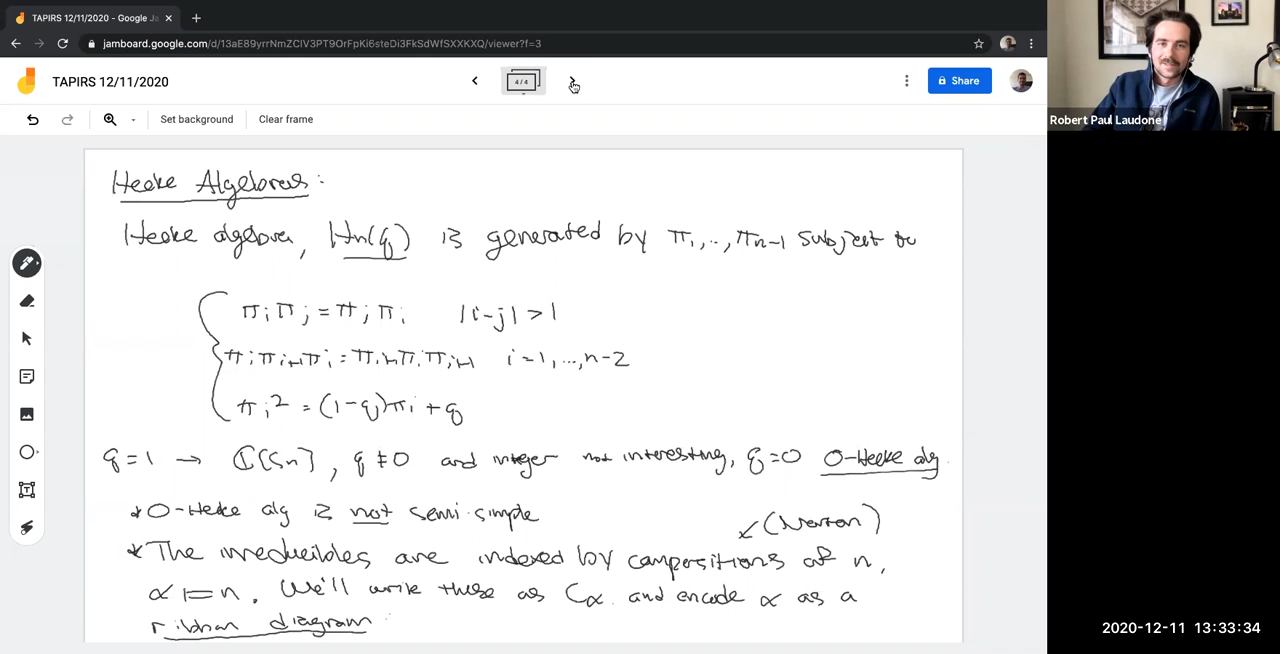 TAPIRS 12/11/2020 - Google Ja
jamboard.google.com/d/13aE89yrrNmZClV3PT9OrFpKi6steDi3FkSdWfSXXKXQ/viewer?f=3
TAPIRS 12/11/2020
4/4
Share
Set background
Clear frame
Robert Paul Laudone
Hecke Algebras:
Hecke algebra, Hn(q) is generated by π1,..,πn-1 subject to
πiπj = πjπi |i-j| > 1
πiπi+1πi = πi+1πiπi+1 i=1,...,n-2
πi² = (1-q)πi + q
q=1 → ℂ[Sn], q≠0 and integer not interesting, q=0 0-Hecke alg
* 0-Hecke alg is not semi-simple
↙ (Norton)
* The irreducibles are indexed by compositions of n,
α ⊨ n. We'll write these as Cα and encode α as a
ribbon diagram
2020-12-11 13:33:34